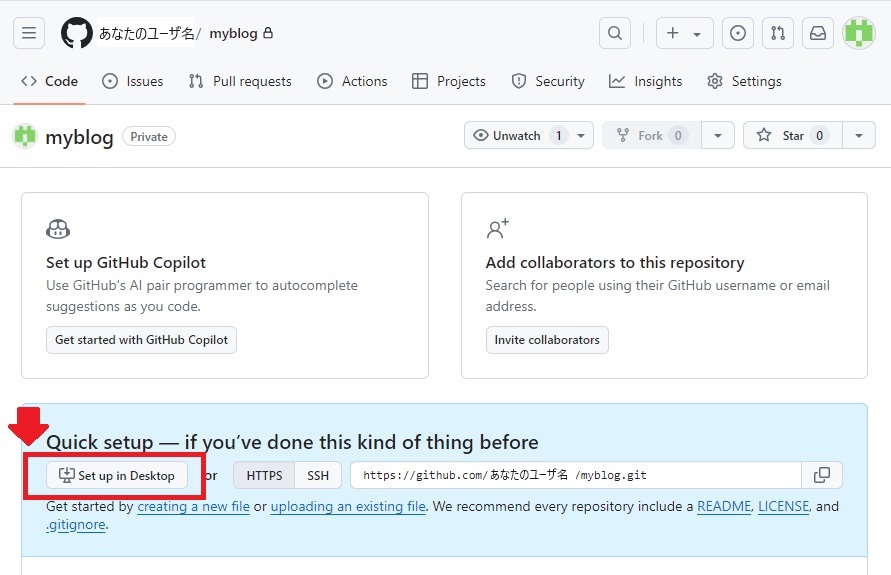 あなたのユーザ名 / myblog
Code Issues Pull requests Actions Projects Security Insights Settings
myblog Private Unwatch 1 Fork 0 Star 0
Set up GitHub Copilot
Use GitHub's AI pair programmer to autocomplete
suggestions as you code.
Get started with GitHub Copilot
Add collaborators to this repository
Search for people using their GitHub username or email
address.
Invite collaborators
Quick setup — if you've done this kind of thing before
Set up in Desktop or HTTPS SSH https://github.com/あなたのユーザ名 /myblog.git
Get started by creating a new file or uploading an existing file. We recommend every repository include a README, LICENSE, and
.gitignore.